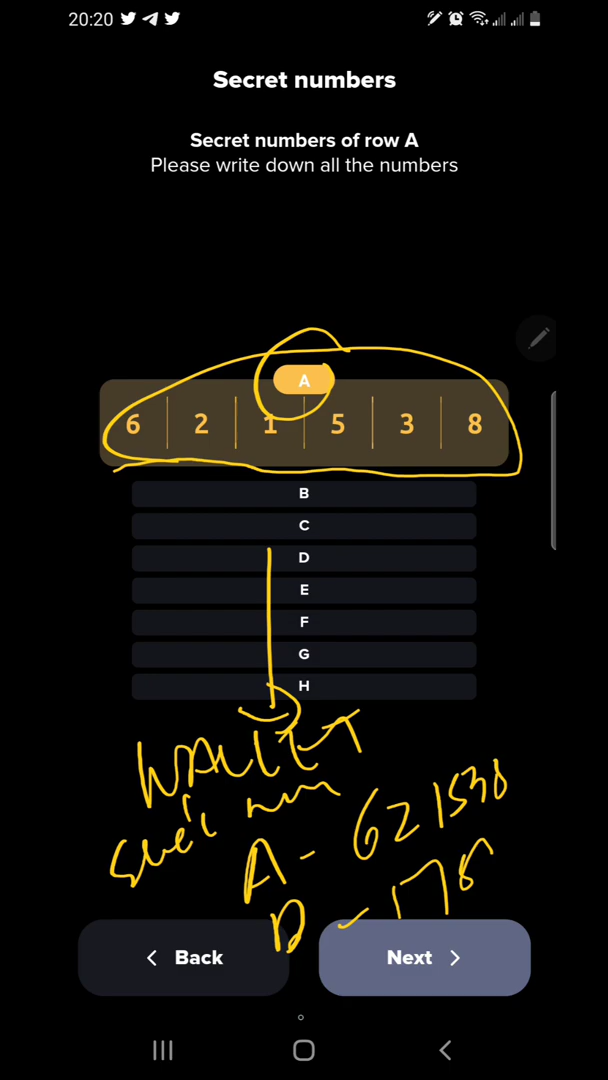 20:20
Secret numbers
Secret numbers of row A
Please write down all the numbers
A
6 2 1 5 3 8
B
C
D
E
F
G
H
WALLET
A - 621538
Back Next